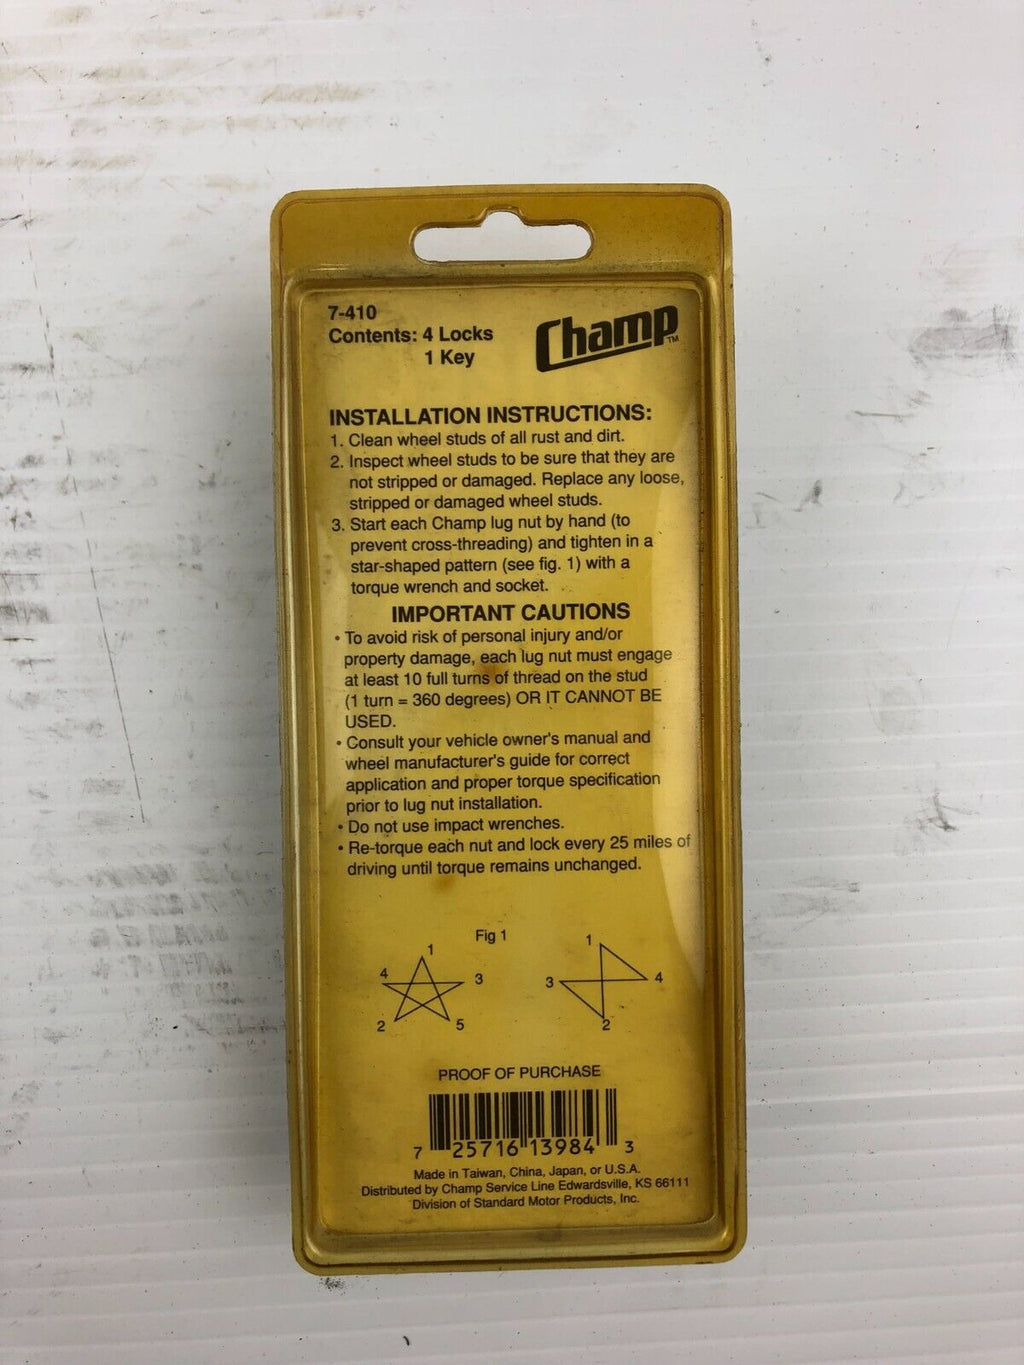 7-410
Contents: 4 Locks
1 Key
Champ™
INSTALLATION INSTRUCTIONS:
1. Clean wheel studs of all rust and dirt.
2. Inspect wheel studs to be sure that they are
not stripped or damaged. Replace any loose,
stripped or damaged wheel studs.
3. Start each Champ lug nut by hand (to
prevent cross-threading) and tighten in a
star-shaped pattern (see fig. 1) with a
torque wrench and socket.
IMPORTANT CAUTIONS
• To avoid risk of personal injury and/or
property damage, each lug nut must engage
at least 10 full turns of thread on the stud
(1 turn = 360 degrees) OR IT CANNOT BE
USED.
• Consult your vehicle owner's manual and
wheel manufacturer's guide for correct
application and proper torque specification
prior to lug nut installation.
• Do not use impact wrenches.
• Re-torque each nut and lock every 25 miles of
driving until torque remains unchanged.
Fig 1
1
4 3
2 5
1
3 4
2
PROOF OF PURCHASE
7 25716 13984 3
Made in Taiwan, China, Japan, or U.S.A.
Distributed by Champ Service Line Edwardsville, KS 66111
Division of Standard Motor Products, Inc.